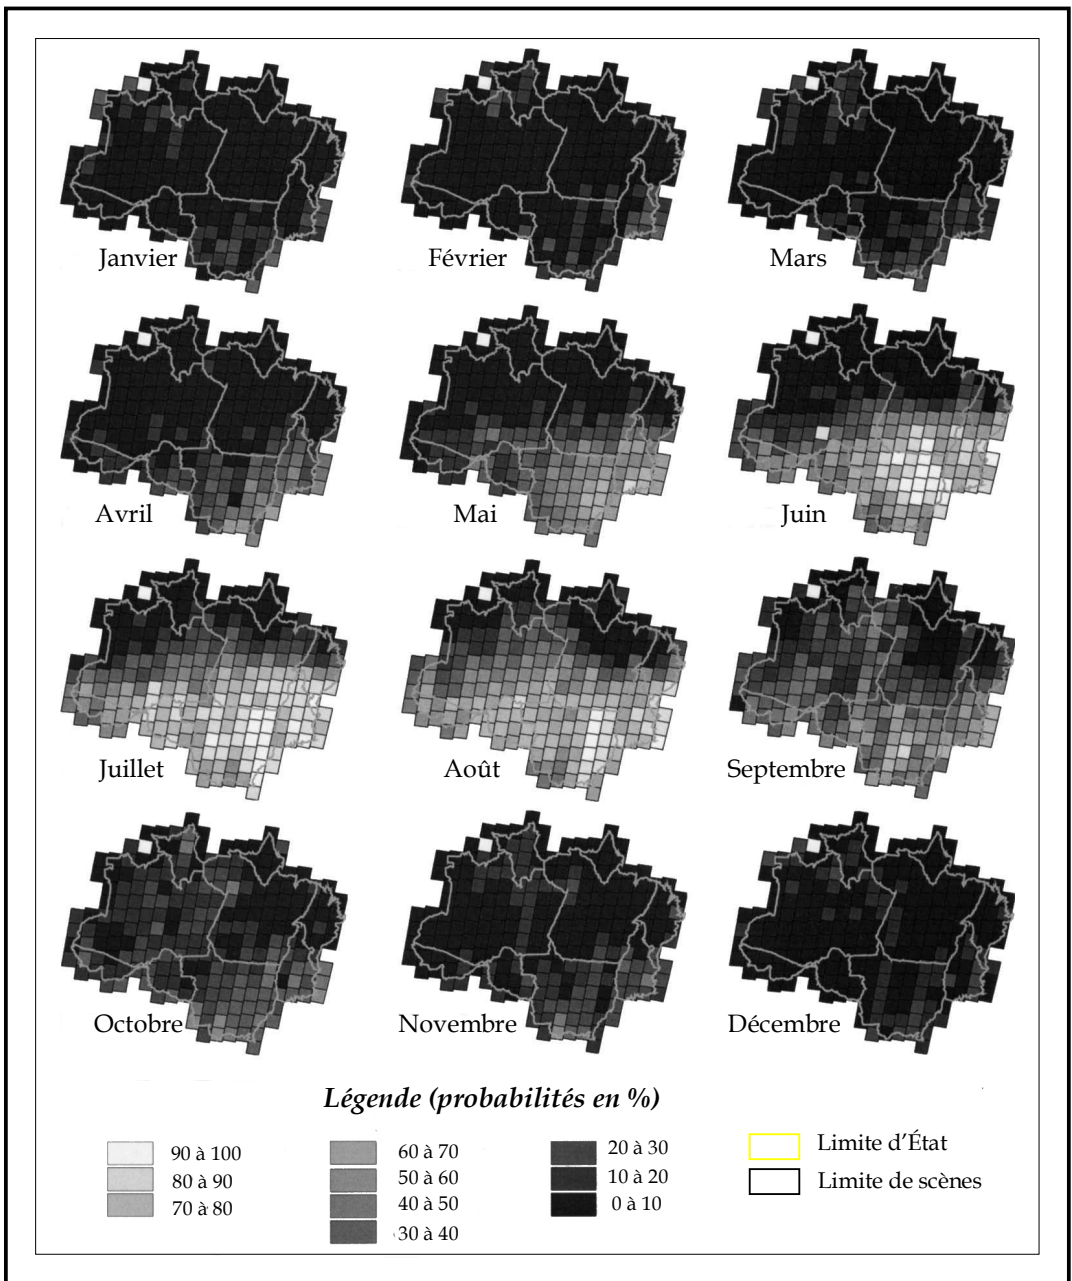 Janvier
Février
Mars
Avril
Mai
Juin
Juillet
Août
Septembre
Octobre
Novembre
Décembre
Légende (probabilités en %)
90 à 100
80 à 90
70 à 80
60 à 70
50 à 60
40 à 50
30 à 40
20 à 30
10 à 20
0 à 10
Limite d'État
Limite de scènes